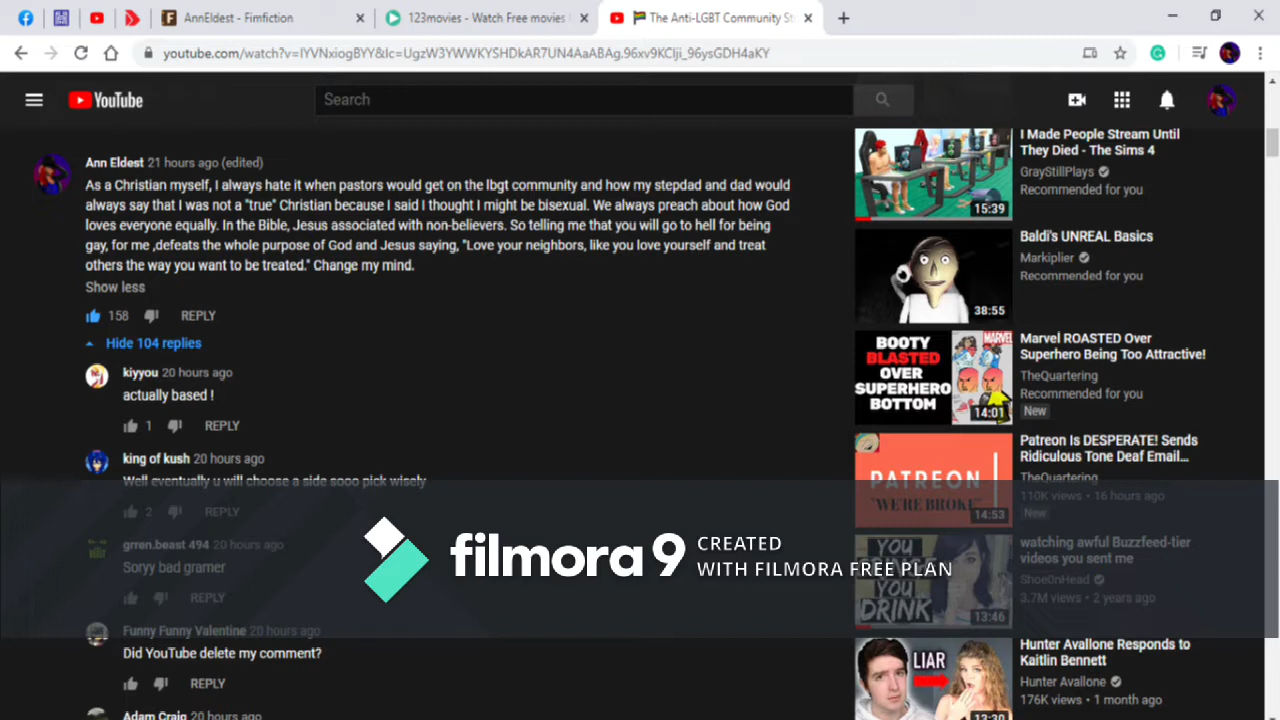 AnnEldest - Fimfiction
123movies - Watch Free movies
The Anti-LGBT Community St
youtube.com/watch?v=IYVNxiogBYY&lc=UgzW3YWWKYSHDkAR7UN4AaABAg.96xv9KCIji_96ysGDH4aKY
YouTube
Search
Ann Eldest 21 hours ago (edited)
As a Christian myself, I always hate it when pastors would get on the lbgt community and how my stepdad and dad would
always say that I was not a "true" Christian because I said I thought I might be bisexual. We always preach about how God
loves everyone equally. In the Bible, Jesus associated with non-believers. So telling me that you will go to hell for being
gay, for me ,defeats the whole purpose of God and Jesus saying, "Love your neighbors, like you love yourself and treat
others the way you want to be treated." Change my mind.
Show less
158 REPLY
Hide 104 replies
kiyyou 20 hours ago
actually based !
1 REPLY
king of kush 20 hours ago
Well eventually u will choose a side sooo pick wisely
2 REPLY
grren.beast 494 20 hours ago
Soryy bad gramer
REPLY
Funny Funny Valentine 20 hours ago
Did YouTube delete my comment?
REPLY
Adam Craig 20 hours ago
filmora 9
CREATED
WITH FILMORA FREE PLAN
15:39
I Made People Stream Until
They Died - The Sims 4
GrayStillPlays
Recommended for you
38:55
Baldi's UNREAL Basics
Markiplier
Recommended for you
BOOTY
BLASTED
OVER
SUPERHERO
BOTTOM
14:01
Marvel ROASTED Over
Superhero Being Too Attractive!
TheQuartering
Recommended for you
New
PATREON
"WE'RE BROKE"
14:53
Patreon Is DESPERATE! Sends
Ridiculous Tone Deaf Email...
TheQuartering
110K views • 16 hours ago
New
YOU
DRINK
13:46
watching awful Buzzfeed-tier
videos you sent me
Shoe0nHead
3.7M views • 2 years ago
LIAR
13:30
Hunter Avallone Responds to
Kaitlin Bennett
Hunter Avallone
176K views • 1 month ago